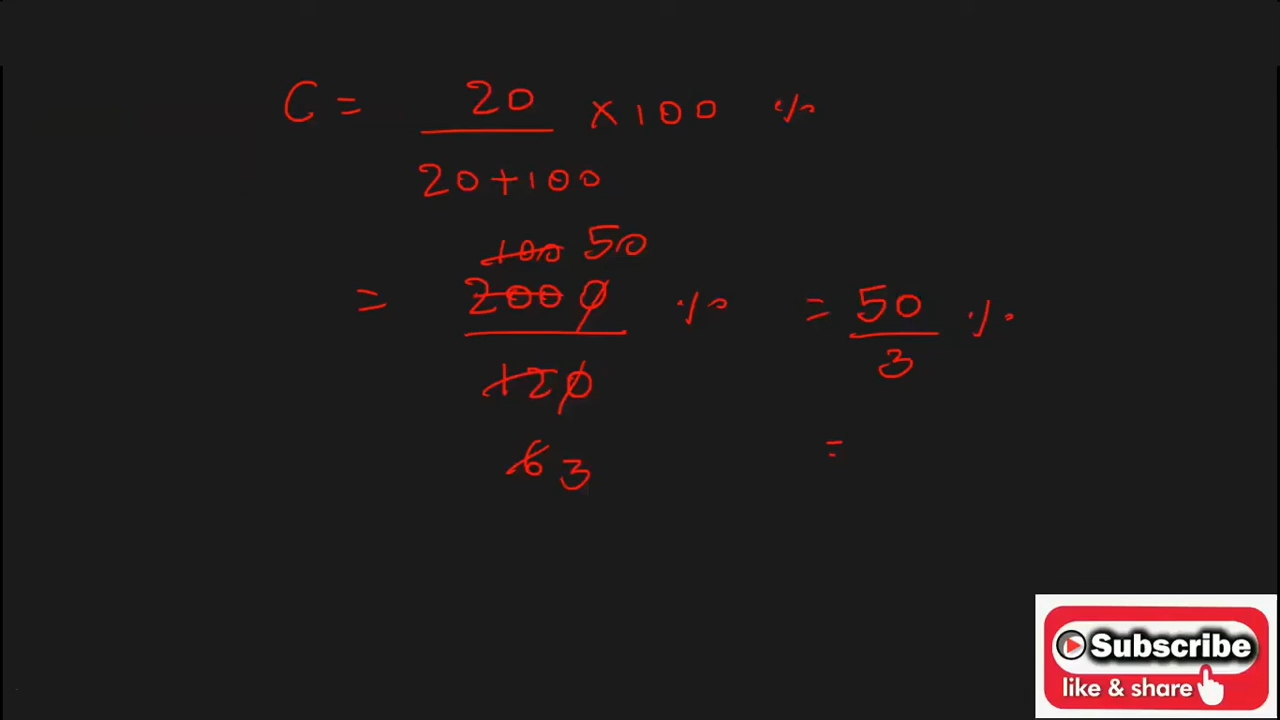 C = 20 × 100 %
20+100
100 50
= 2000 % = 50 %
120 3
6 3 =
Subscribe
like & share